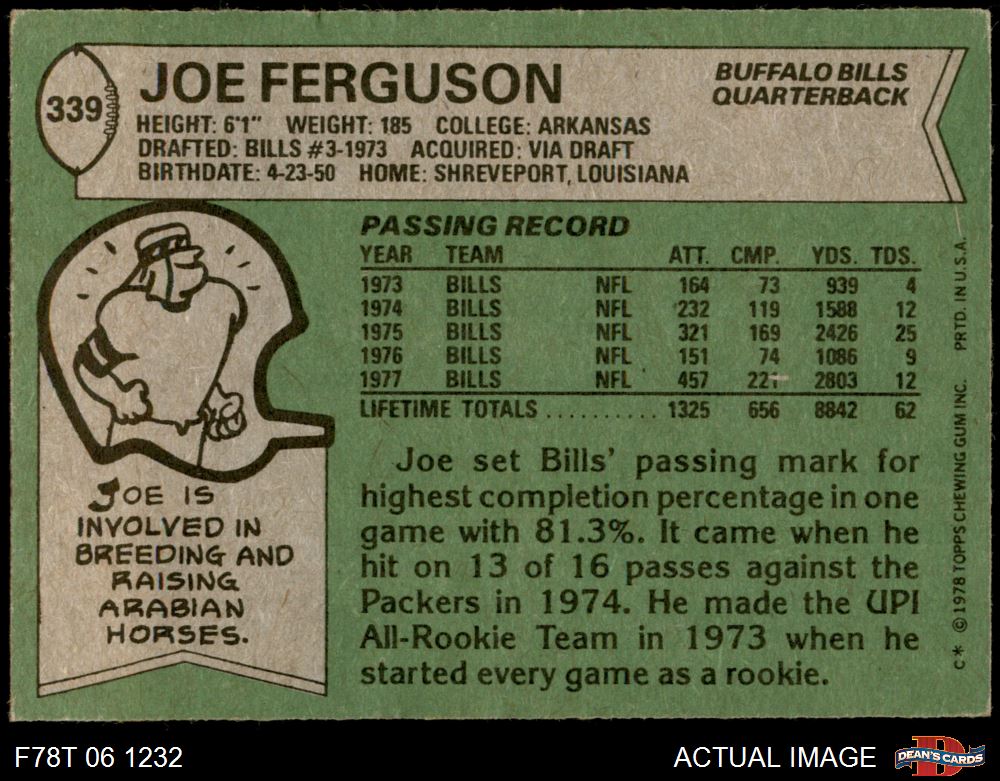 339
JOE FERGUSON
BUFFALO BILLS
QUARTERBACK
HEIGHT: 6'1" WEIGHT: 185 COLLEGE: ARKANSAS
DRAFTED: BILLS #3-1973 ACQUIRED: VIA DRAFT
BIRTHDATE: 4-23-50 HOME: SHREVEPORT, LOUISIANA
PASSING RECORD
YEAR TEAM ATT. CMP. YDS. TDS.
1973 BILLS NFL 164 73 939 4
1974 BILLS NFL 232 119 1588 12
1975 BILLS NFL 321 169 2426 25
1976 BILLS NFL 151 74 1086 9
1977 BILLS NFL 457 221 2803 12
LIFETIME TOTALS .......... 1325 656 8842 62
Joe set Bills' passing mark for
highest completion percentage in one
game with 81.3%. It came when he
hit on 13 of 16 passes against the
Packers in 1974. He made the UPI
All-Rookie Team in 1973 when he
started every game as a rookie.
JOE IS
INVOLVED IN
BREEDING AND
RAISING
ARABIAN
HORSES.
C* © 1978 TOPPS CHEWING GUM INC. PRTD. IN U.S.A.
F78T 06 1232
ACTUAL IMAGE
D
DEAN'S CARDS